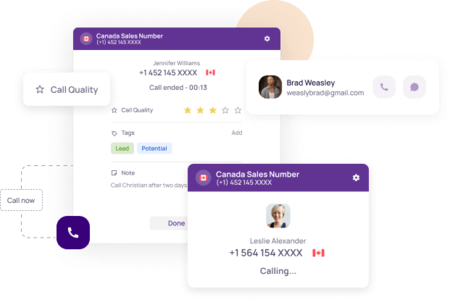 Canada Sales Number
(+1) 452 145 XXXX
Jennifer Williams
+1 452 145 XXXX
Call ended - 00:13
Call Quality
Call Quality
Tags
Add
Lead
Potential
Note
Call Christian after two days
Done
Brad Weasley
weaslybrad@gmail.com
Call now
Canada Sales Number
(+1) 452 145 XXXX
Leslie Alexander
+1 564 154 XXXX
Calling...